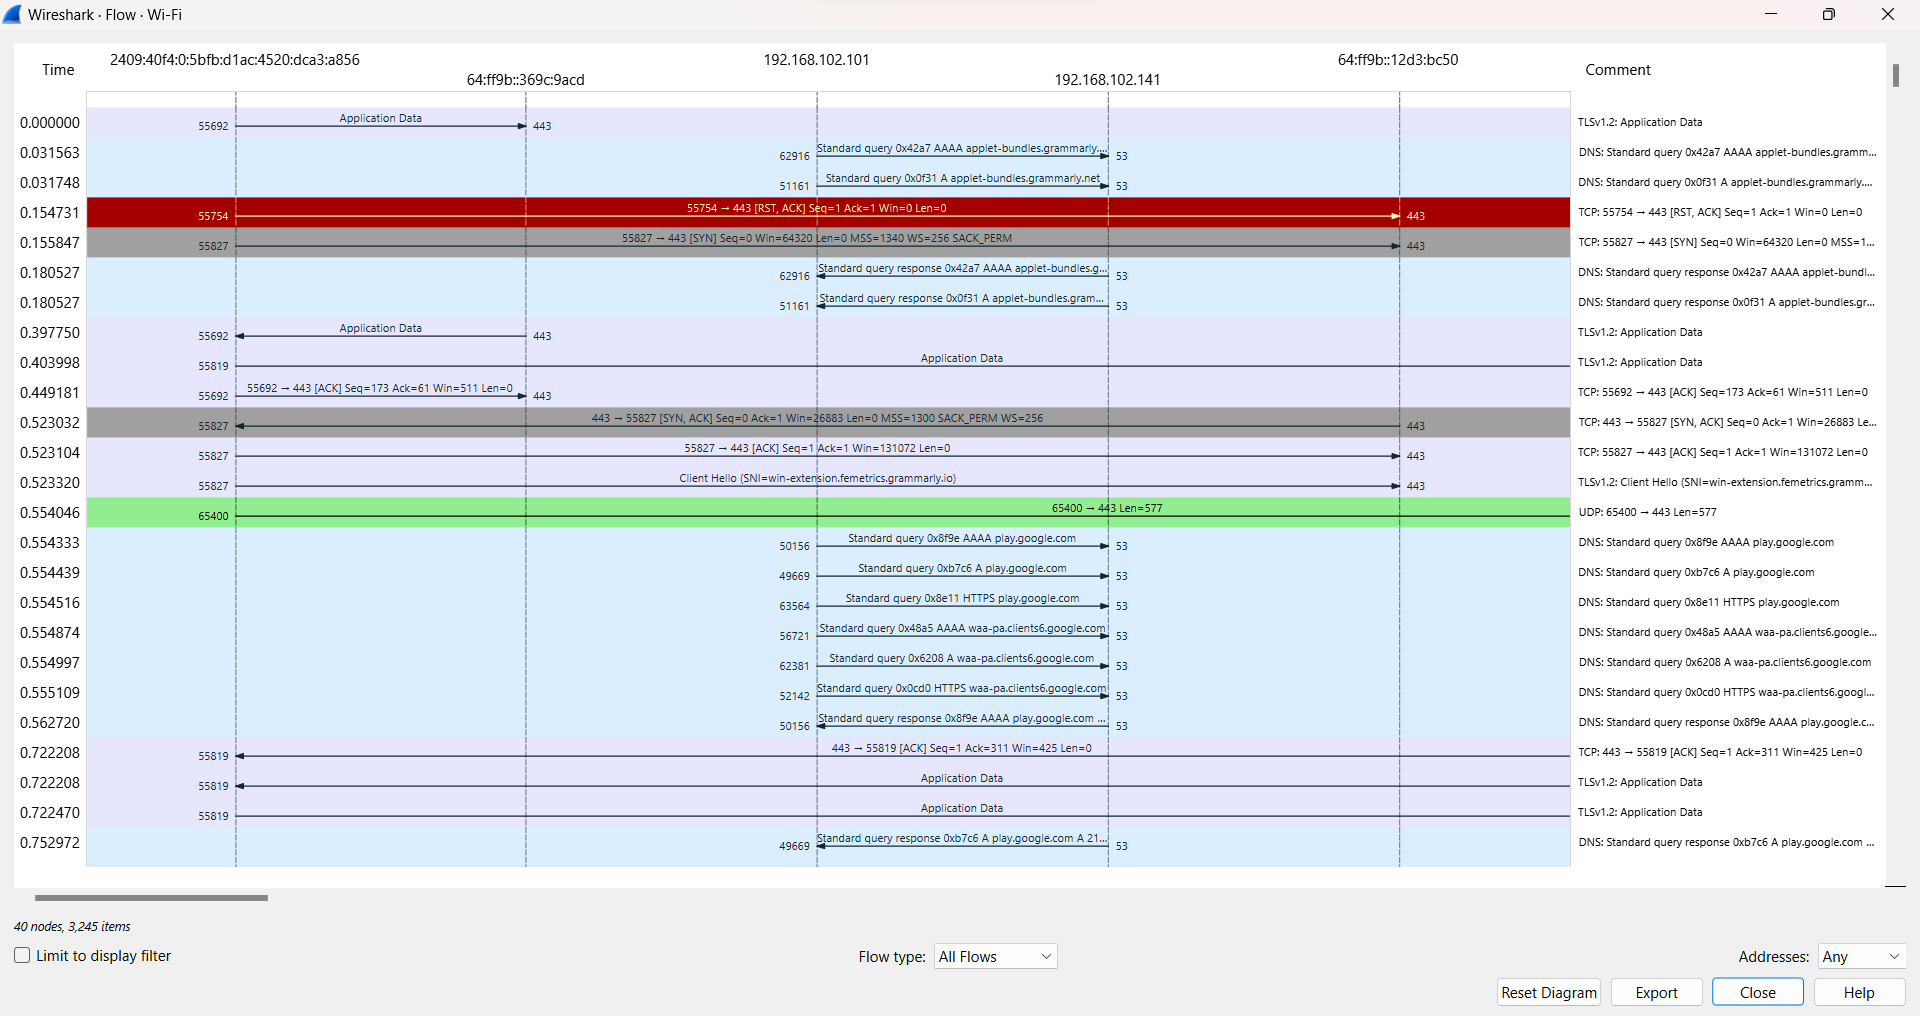 Wireshark · Flow · Wi-Fi
2409:40f4:0:5bfb:d1ac:4520:dca3:a856 192.168.102.101 64:ff9b::12d3:bc50
Time 64:ff9b::369c:9acd 192.168.102.141 Comment
0.000000 55692 Application Data 443 TLSv1.2: Application Data
0.031563 62916 Standard query 0x42a7 AAAA applet-bundles.grammarly.... 53 DNS: Standard query 0x42a7 AAAA applet-bundles.gramm...
0.031748 51161 Standard query 0x0f31 A applet-bundles.grammarly.net 53 DNS: Standard query 0x0f31 A applet-bundles.grammarly....
0.154731 55754 55754 → 443 [RST, ACK] Seq=1 Ack=1 Win=0 Len=0 443 TCP: 55754 → 443 [RST, ACK] Seq=1 Ack=1 Win=0 Len=0
0.155847 55827 55827 → 443 [SYN] Seq=0 Win=64320 Len=0 MSS=1340 WS=256 SACK_PERM 443 TCP: 55827 → 443 [SYN] Seq=0 Win=64320 Len=0 MSS=1...
0.180527 62916 Standard query response 0x42a7 AAAA applet-bundles.g... 53 DNS: Standard query response 0x42a7 AAAA applet-bundl...
0.180527 51161 Standard query response 0x0f31 A applet-bundles.gram... 53 DNS: Standard query response 0x0f31 A applet-bundles.gr...
0.397750 55692 Application Data 443 TLSv1.2: Application Data
0.403998 55819 Application Data TLSv1.2: Application Data
0.449181 55692 55692 → 443 [ACK] Seq=173 Ack=61 Win=511 Len=0 443 TCP: 55692 → 443 [ACK] Seq=173 Ack=61 Win=511 Len=0
0.523032 55827 443 → 55827 [SYN, ACK] Seq=0 Ack=1 Win=26883 Len=0 MSS=1300 SACK_PERM WS=256 443 TCP: 443 → 55827 [SYN, ACK] Seq=0 Ack=1 Win=26883 Le...
0.523104 55827 55827 → 443 [ACK] Seq=1 Ack=1 Win=131072 Len=0 443 TCP: 55827 → 443 [ACK] Seq=1 Ack=1 Win=131072 Len=0
0.523320 55827 Client Hello (SNI=win-extension.femetrics.grammarly.io) 443 TLSv1.2: Client Hello (SNI=win-extension.femetrics.gramm...
0.554046 65400 65400 → 443 Len=577 UDP: 65400 → 443 Len=577
0.554333 50156 Standard query 0x8f9e AAAA play.google.com 53 DNS: Standard query 0x8f9e AAAA play.google.com
0.554439 49669 Standard query 0xb7c6 A play.google.com 53 DNS: Standard query 0xb7c6 A play.google.com
0.554516 63564 Standard query 0x8e11 HTTPS play.google.com 53 DNS: Standard query 0x8e11 HTTPS play.google.com
0.554874 56721 Standard query 0x48a5 AAAA waa-pa.clients6.google.com 53 DNS: Standard query 0x48a5 AAAA waa-pa.clients6.google...
0.554997 62381 Standard query 0x6208 A waa-pa.clients6.google.com 53 DNS: Standard query 0x6208 A waa-pa.clients6.google.com
0.555109 52142 Standard query 0x0cd0 HTTPS waa-pa.clients6.google.com 53 DNS: Standard query 0x0cd0 HTTPS waa-pa.clients6.googl...
0.562720 50156 Standard query response 0x8f9e AAAA play.google.com ... 53 DNS: Standard query response 0x8f9e AAAA play.google.c...
0.722208 55819 443 → 55819 [ACK] Seq=1 Ack=311 Win=425 Len=0 TCP: 443 → 55819 [ACK] Seq=1 Ack=311 Win=425 Len=0
0.722208 55819 Application Data TLSv1.2: Application Data
0.722470 55819 Application Data TLSv1.2: Application Data
0.752972 49669 Standard query response 0xb7c6 A play.google.com A 21... 53 DNS: Standard query response 0xb7c6 A play.google.com ...
40 nodes, 3,245 items
Limit to display filter Flow type: All Flows Addresses: Any
Reset Diagram Export Close Help